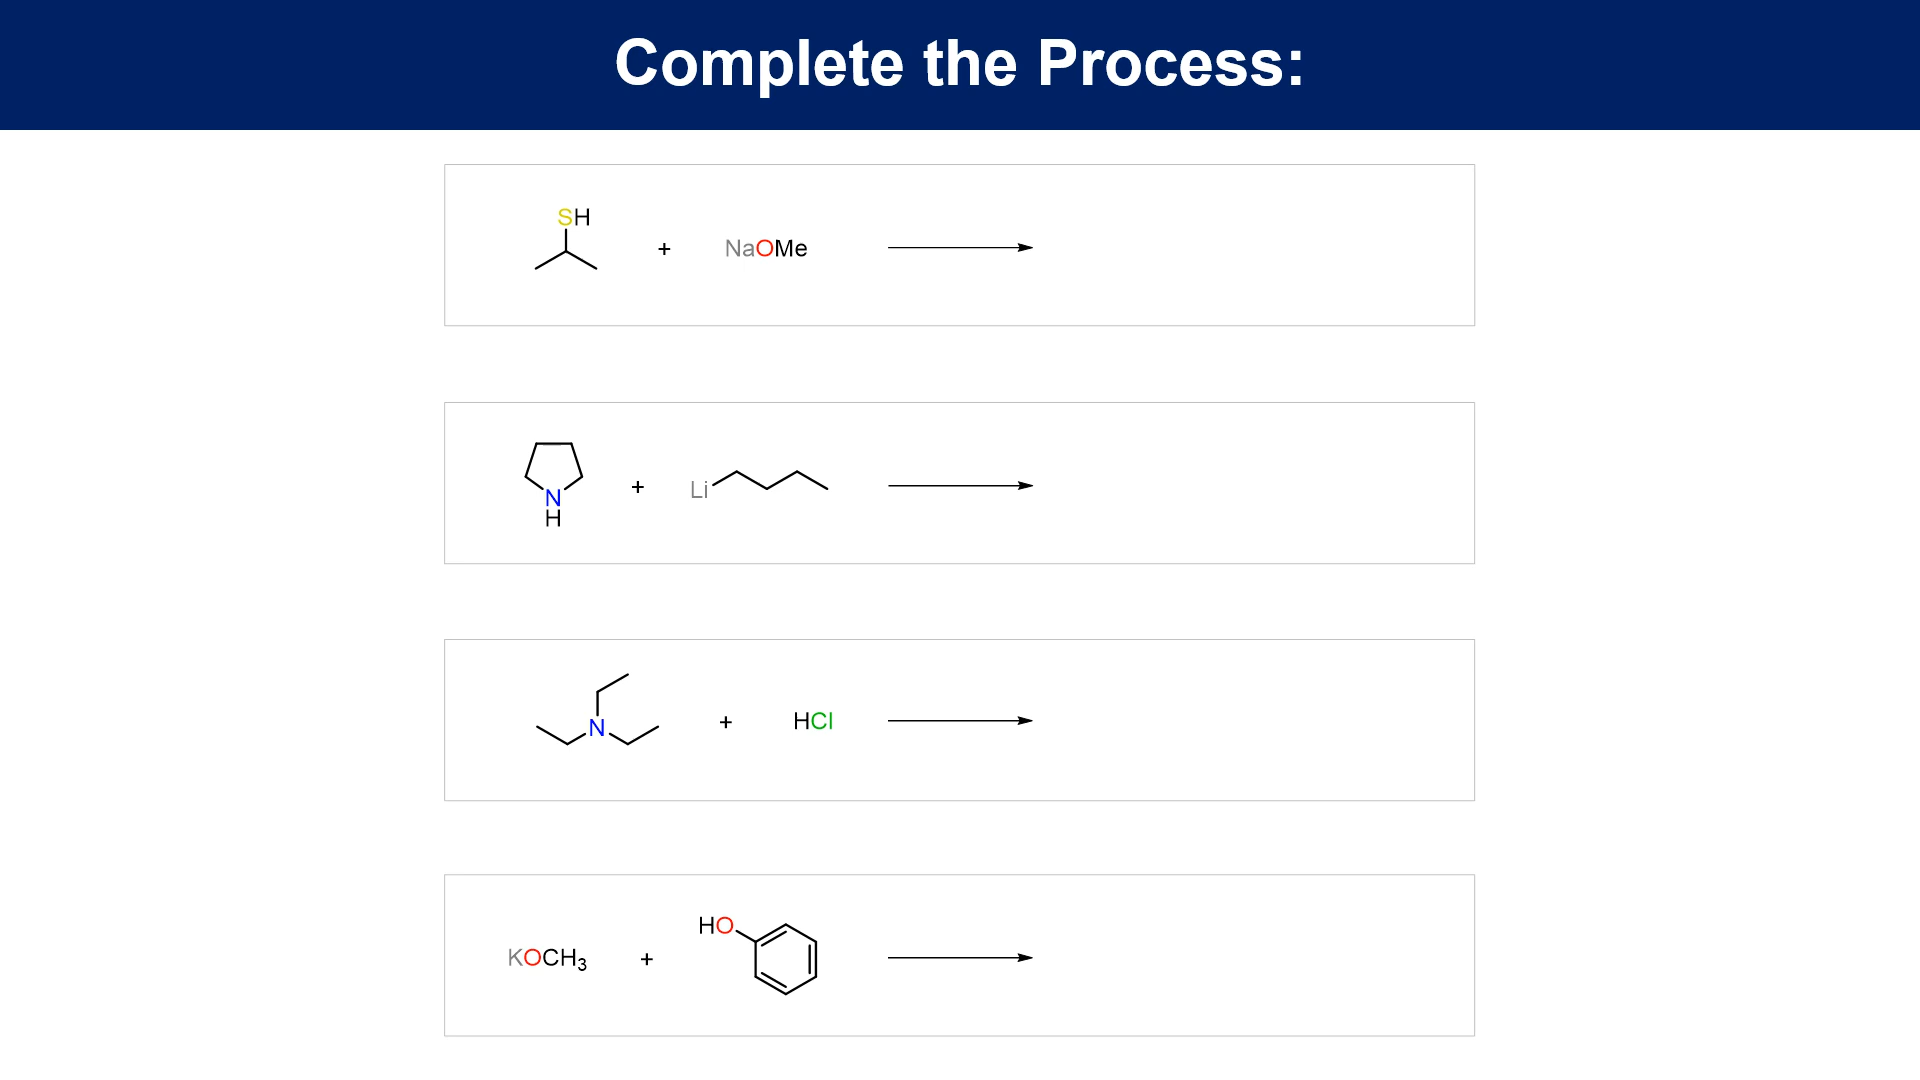 Complete the Process:
SH
+ NaOMe
N
H
+ Li
N
+ HCl
HO
KOCH3 +